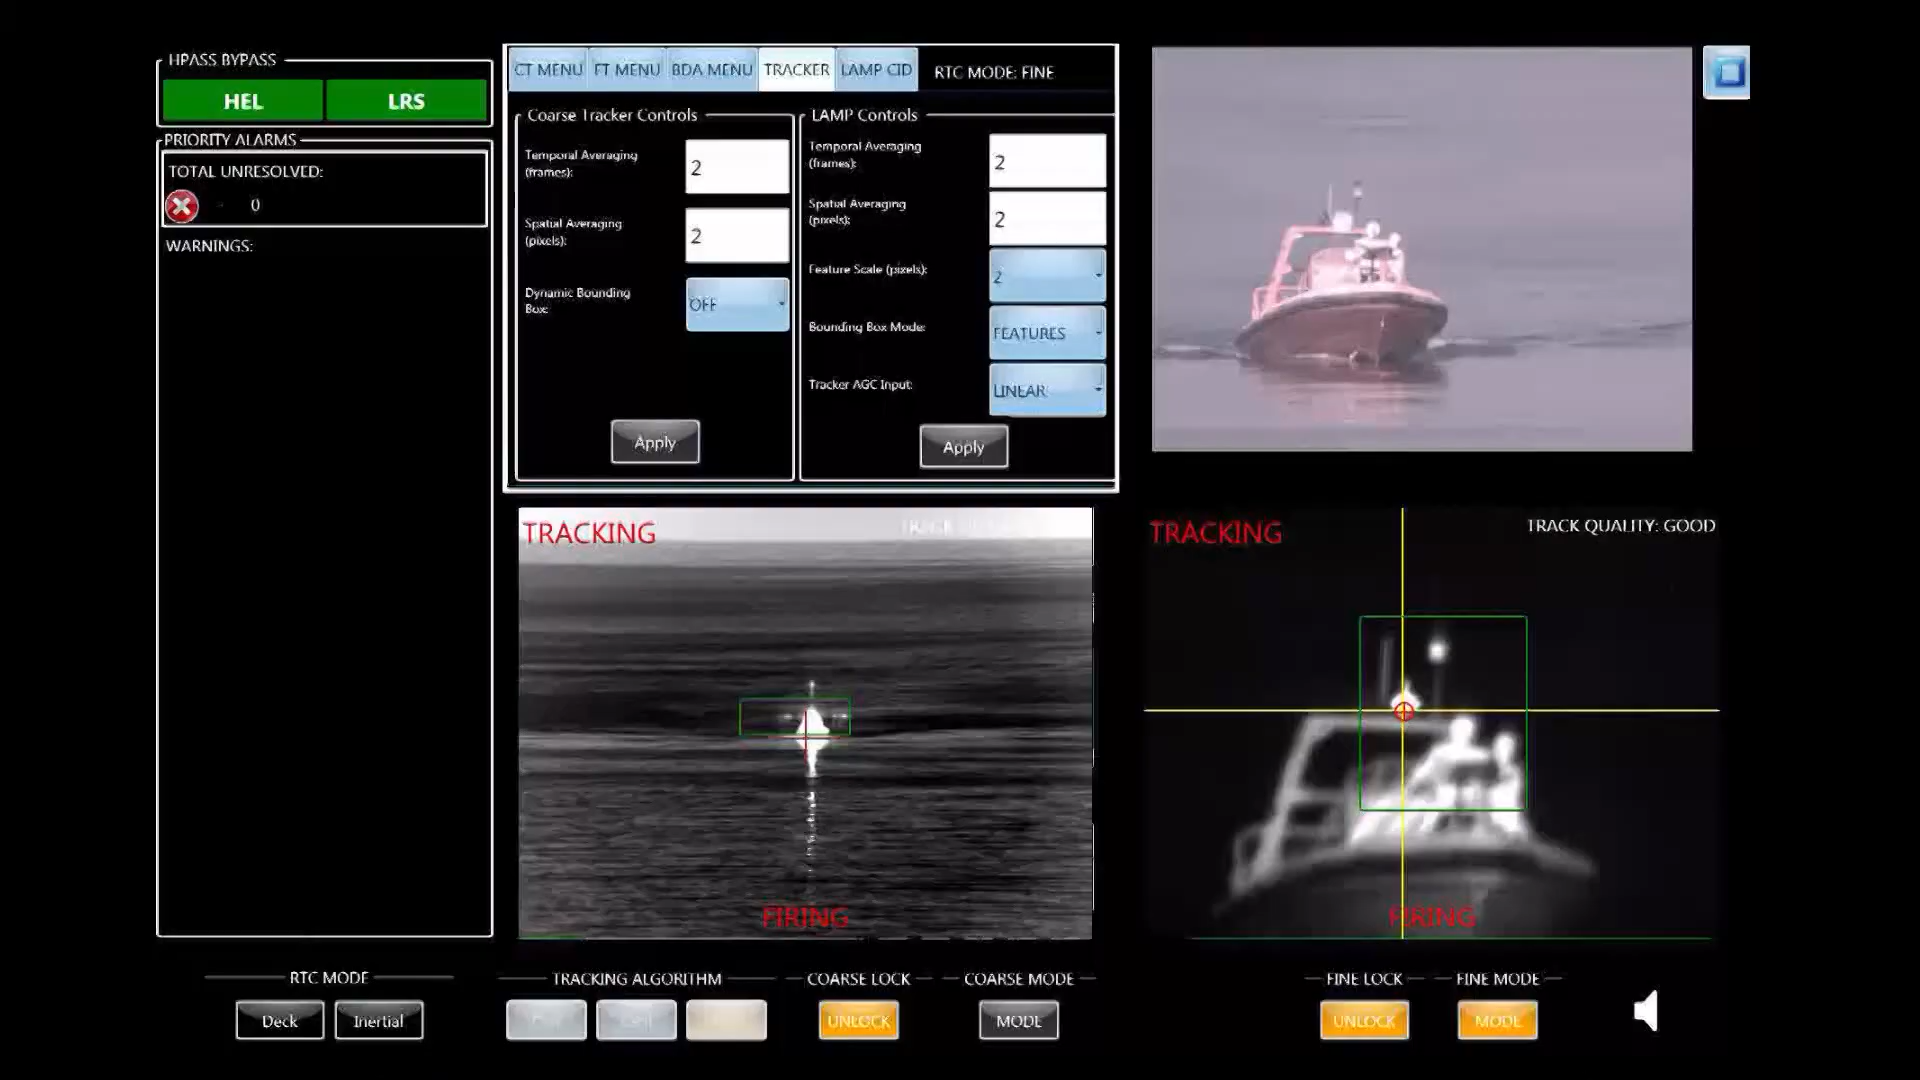 HPASS BYPASS
HEL
LRS
PRIORITY ALARMS
TOTAL UNRESOLVED:
0
WARNINGS:
CT MENU
FT MENU
BDA MENU
TRACKER
LAMP CID
RTC MODE: FINE
Coarse Tracker Controls
Temporal Averaging
(frames):
2
Spatial Averaging
(pixels):
2
Dynamic Bounding
Box:
OFF
Apply
LAMP Controls
Temporal Averaging
(frames):
2
Spatial Averaging
(pixels):
2
Feature Scale (pixels):
2
Bounding Box Mode:
FEATURES
Tracker AGC Input:
LINEAR
Apply
TRACKING
FIRING
TRACKING
TRACK QUALITY: GOOD
FIRING
RTC MODE
Deck
Inertial
TRACKING ALGORITHM
COARSE LOCK
UNLOCK
COARSE MODE
MODE
FINE LOCK
UNLOCK
FINE MODE
MODE